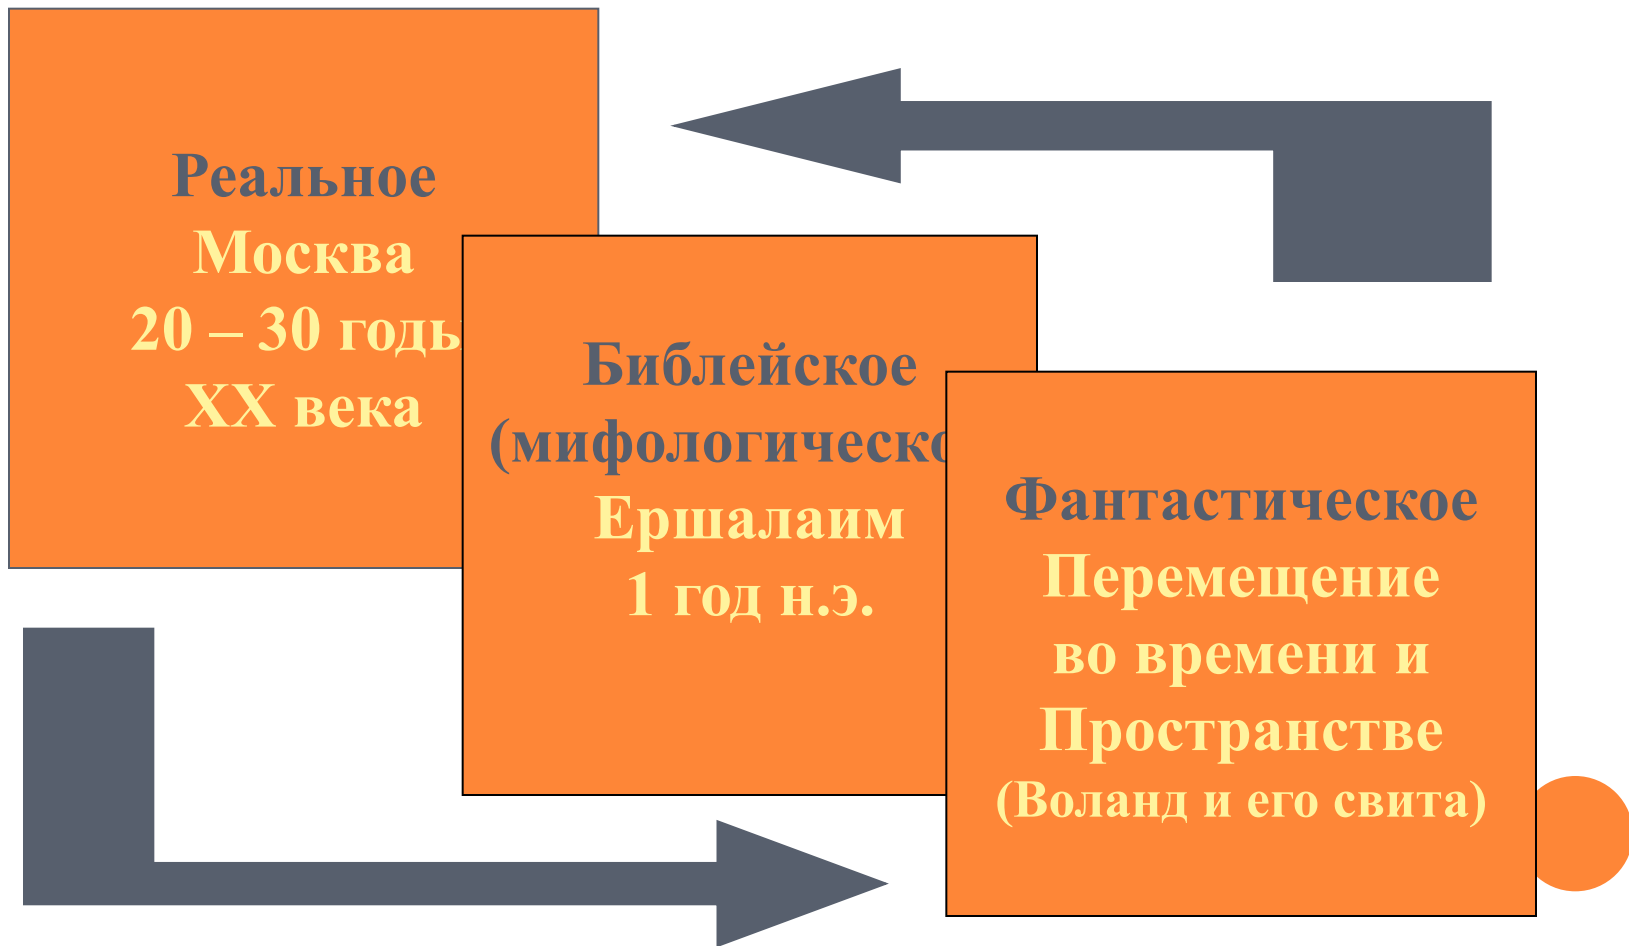 Реальное
Москва
20 – 30 годы
XX века
Библейское
(мифологическо
Ершалаим
1 год н.э.
Фантастическое
Перемещение
во времени и
Пространстве
(Воланд и его свита)